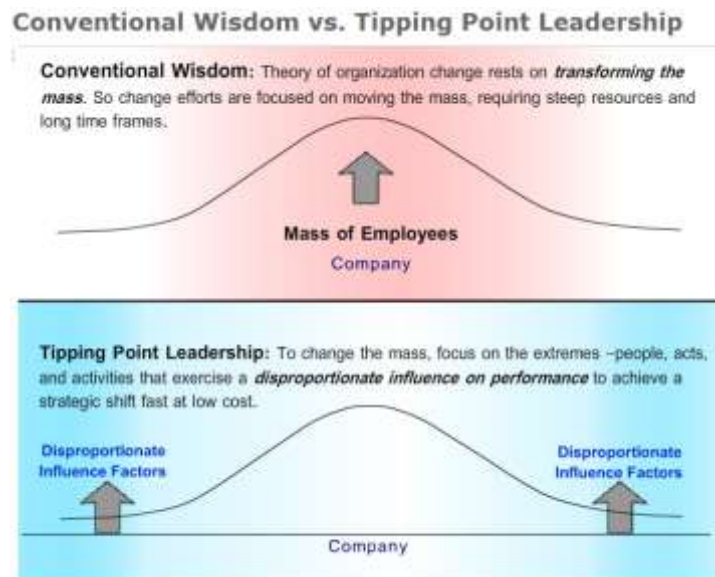 Conventional Wisdom vs. Tipping Point Leadership
Conventional Wisdom: Theory of organization change rests on transforming the
mass. So change efforts are focused on moving the mass, requiring steep resources and
long time frames.
Mass of Employees
Company
Tipping Point Leadership: To change the mass, focus on the extremes –people, acts,
and activities that exercise a disproportionate influence on performance to achieve a
strategic shift fast at low cost.
Disproportionate
Influence Factors
Disproportionate
Influence Factors
Company